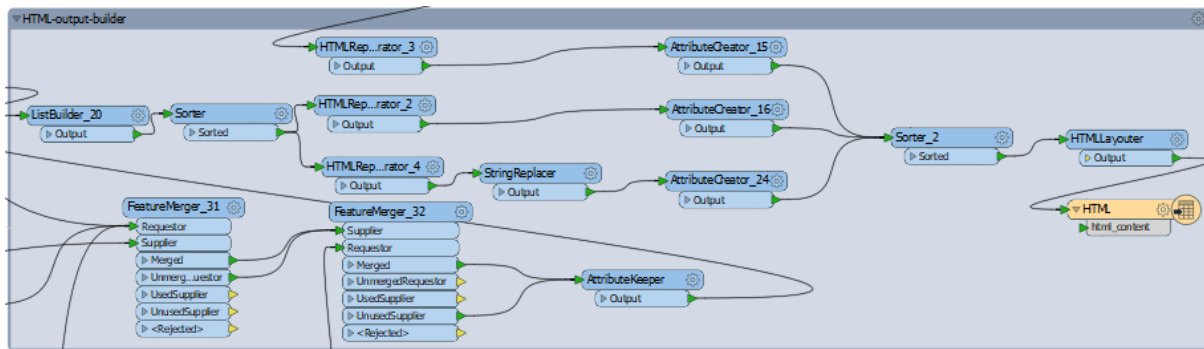 HTML-output-builder
HTMLRep...rator_3
Output
AttributeCreator_15
Output
ListBuilder_20
Output
Sorter
Sorted
HTMLRep...rator_2
Output
AttributeCreator_16
Output
Sorter_2
Sorted
HTMLLayouter
Output
HTMLRep...rator_4
Output
StringReplacer
Output
AttributeCreator_24
Output
HTML
html_content
FeatureMerger_31
Requestor
Supplier
Merged
Unmerg...uestor
UsedSupplier
UnusedSupplier
<Rejected>
FeatureMerger_32
Supplier
Requestor
Merged
UnmergedRequestor
UsedSupplier
UnusedSupplier
<Rejected>
AttributeKeeper
Output